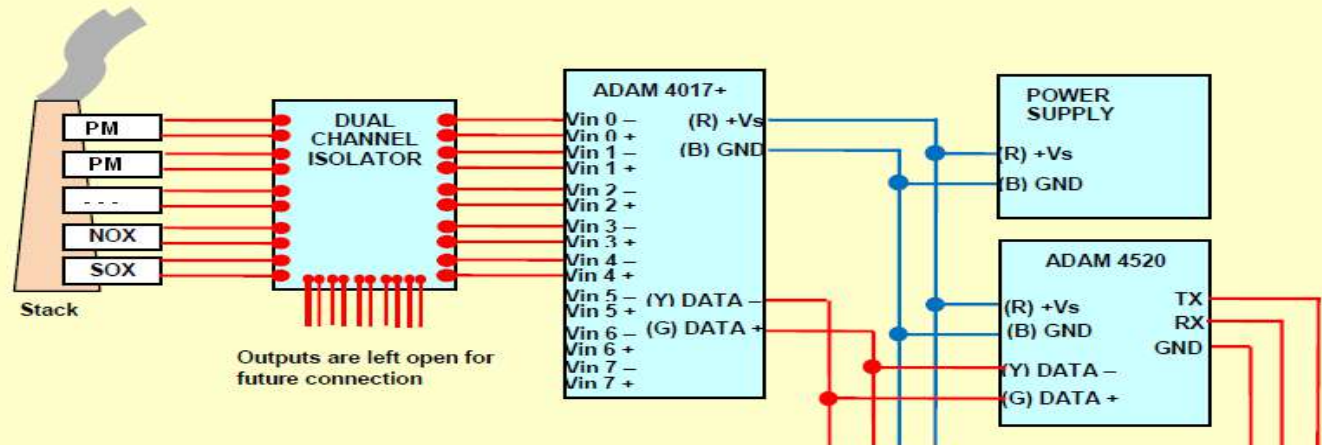 PM
PM
- - -
NOX
SOX
Stack
DUAL
CHANNEL
ISOLATOR
Outputs are left open for
future connection
ADAM 4017+
Vin 0 –
Vin 0 +
Vin 1 –
Vin 1 +
Vin 2 –
Vin 2 +
Vin 3 –
Vin 3 +
Vin 4 –
Vin 4 +
Vin 5 –
Vin 5 +
Vin 6 –
Vin 6 +
Vin 7 –
Vin 7 +
(R) +Vs
(B) GND
(Y) DATA –
(G) DATA +
POWER
SUPPLY
(R) +Vs
(B) GND
ADAM 4520
(R) +Vs
(B) GND
(Y) DATA –
(G) DATA +
TX
RX
GND